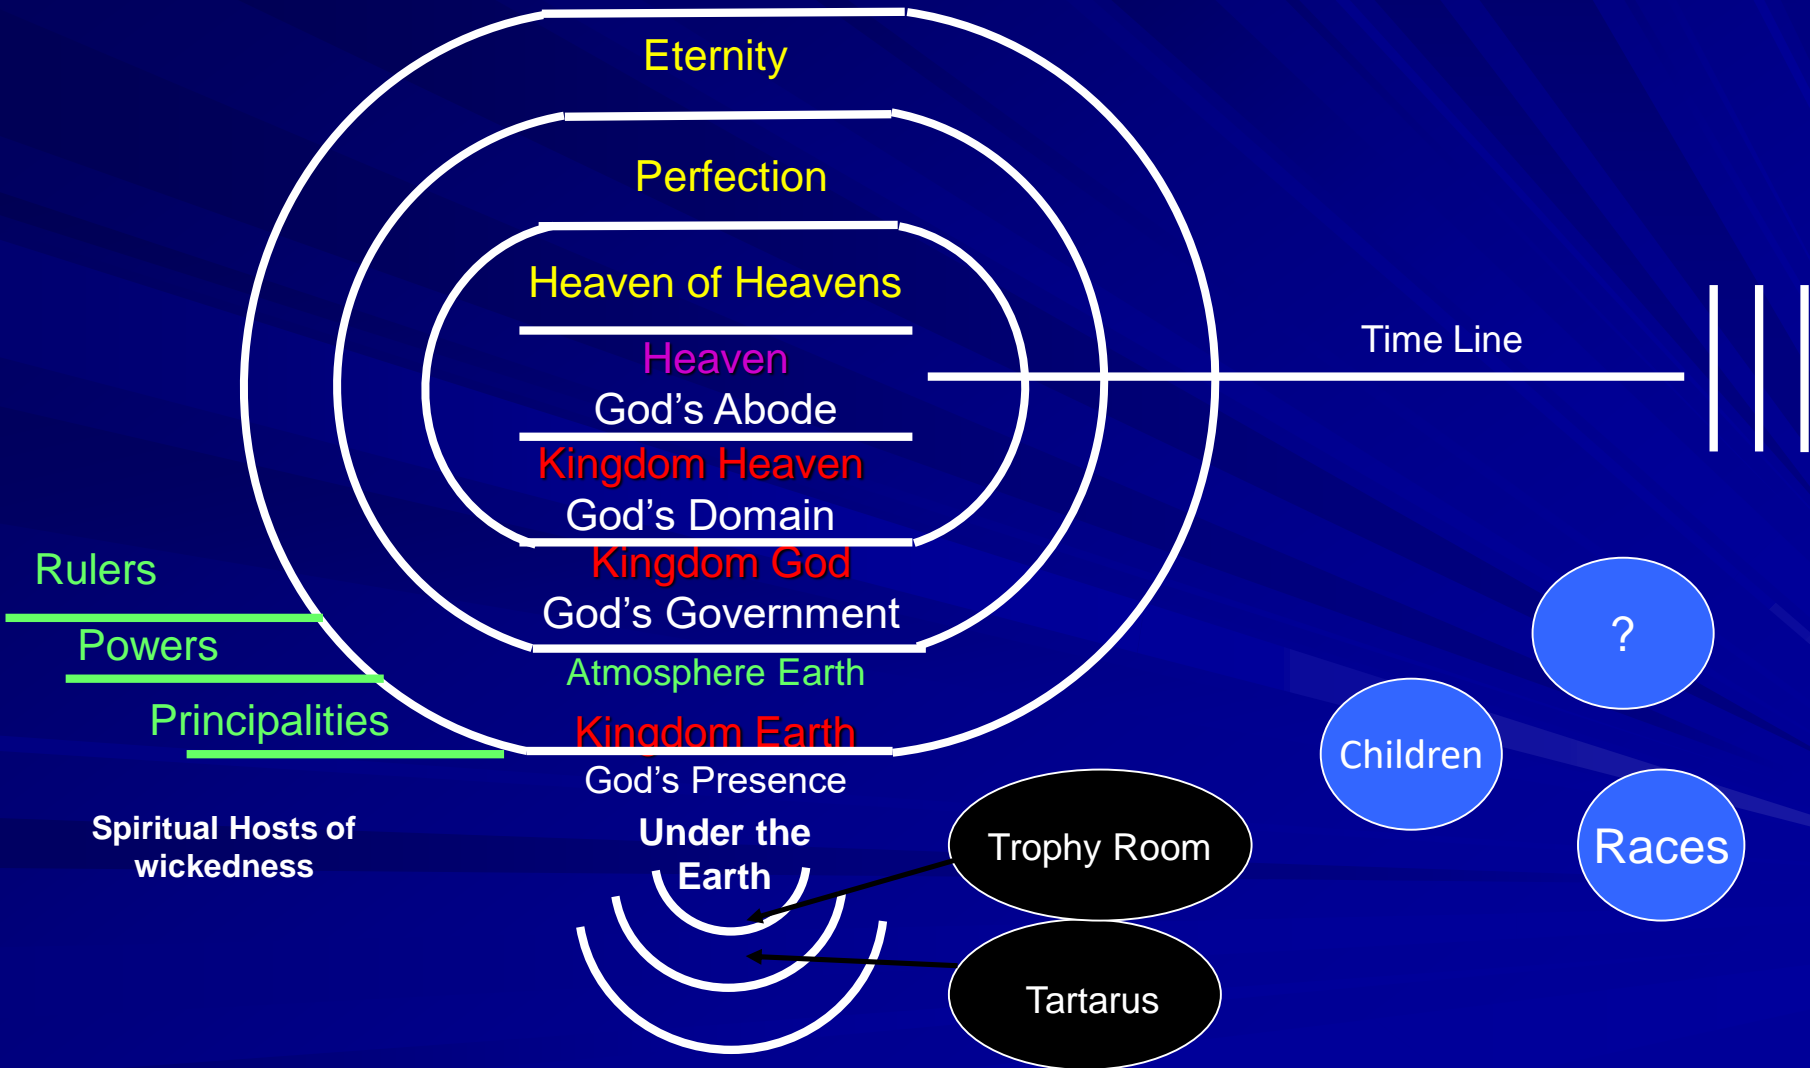 Eternity
Perfection
Heaven of Heavens
Heaven
God’s Abode
Kingdom Heaven
God’s Domain
Kingdom God
God’s Government
Atmosphere Earth
Kingdom Earth
God’s Presence
Under the
Earth
Time Line
Rulers
Powers
Principalities
Spiritual Hosts of
wickedness
Trophy Room
Tartarus
?
Children
Races